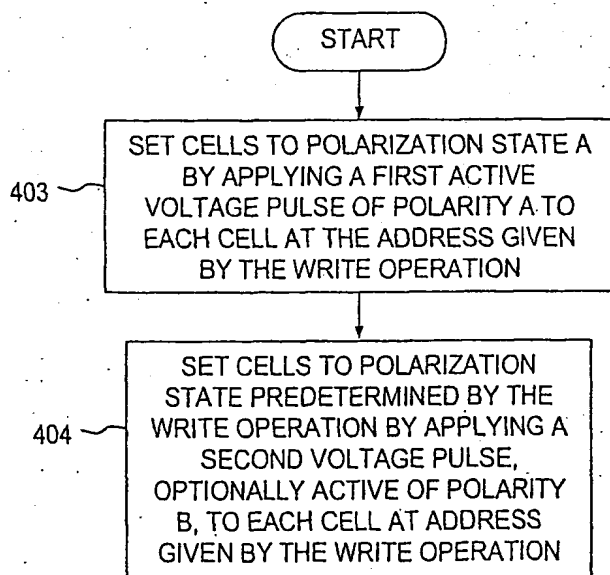 START
SET CELLS TO POLARIZATION STATE A
BY APPLYING A FIRST ACTIVE
VOLTAGE PULSE OF POLARITY A TO
EACH CELL AT THE ADDRESS GIVEN
BY THE WRITE OPERATION
403
SET CELLS TO POLARIZATION
STATE PREDETERMINED BY THE
WRITE OPERATION BY APPLYING A
SECOND VOLTAGE PULSE,
OPTIONALLY ACTIVE OF POLARITY
B, TO EACH CELL AT ADDRESS
GIVEN BY THE WRITE OPERATION
404